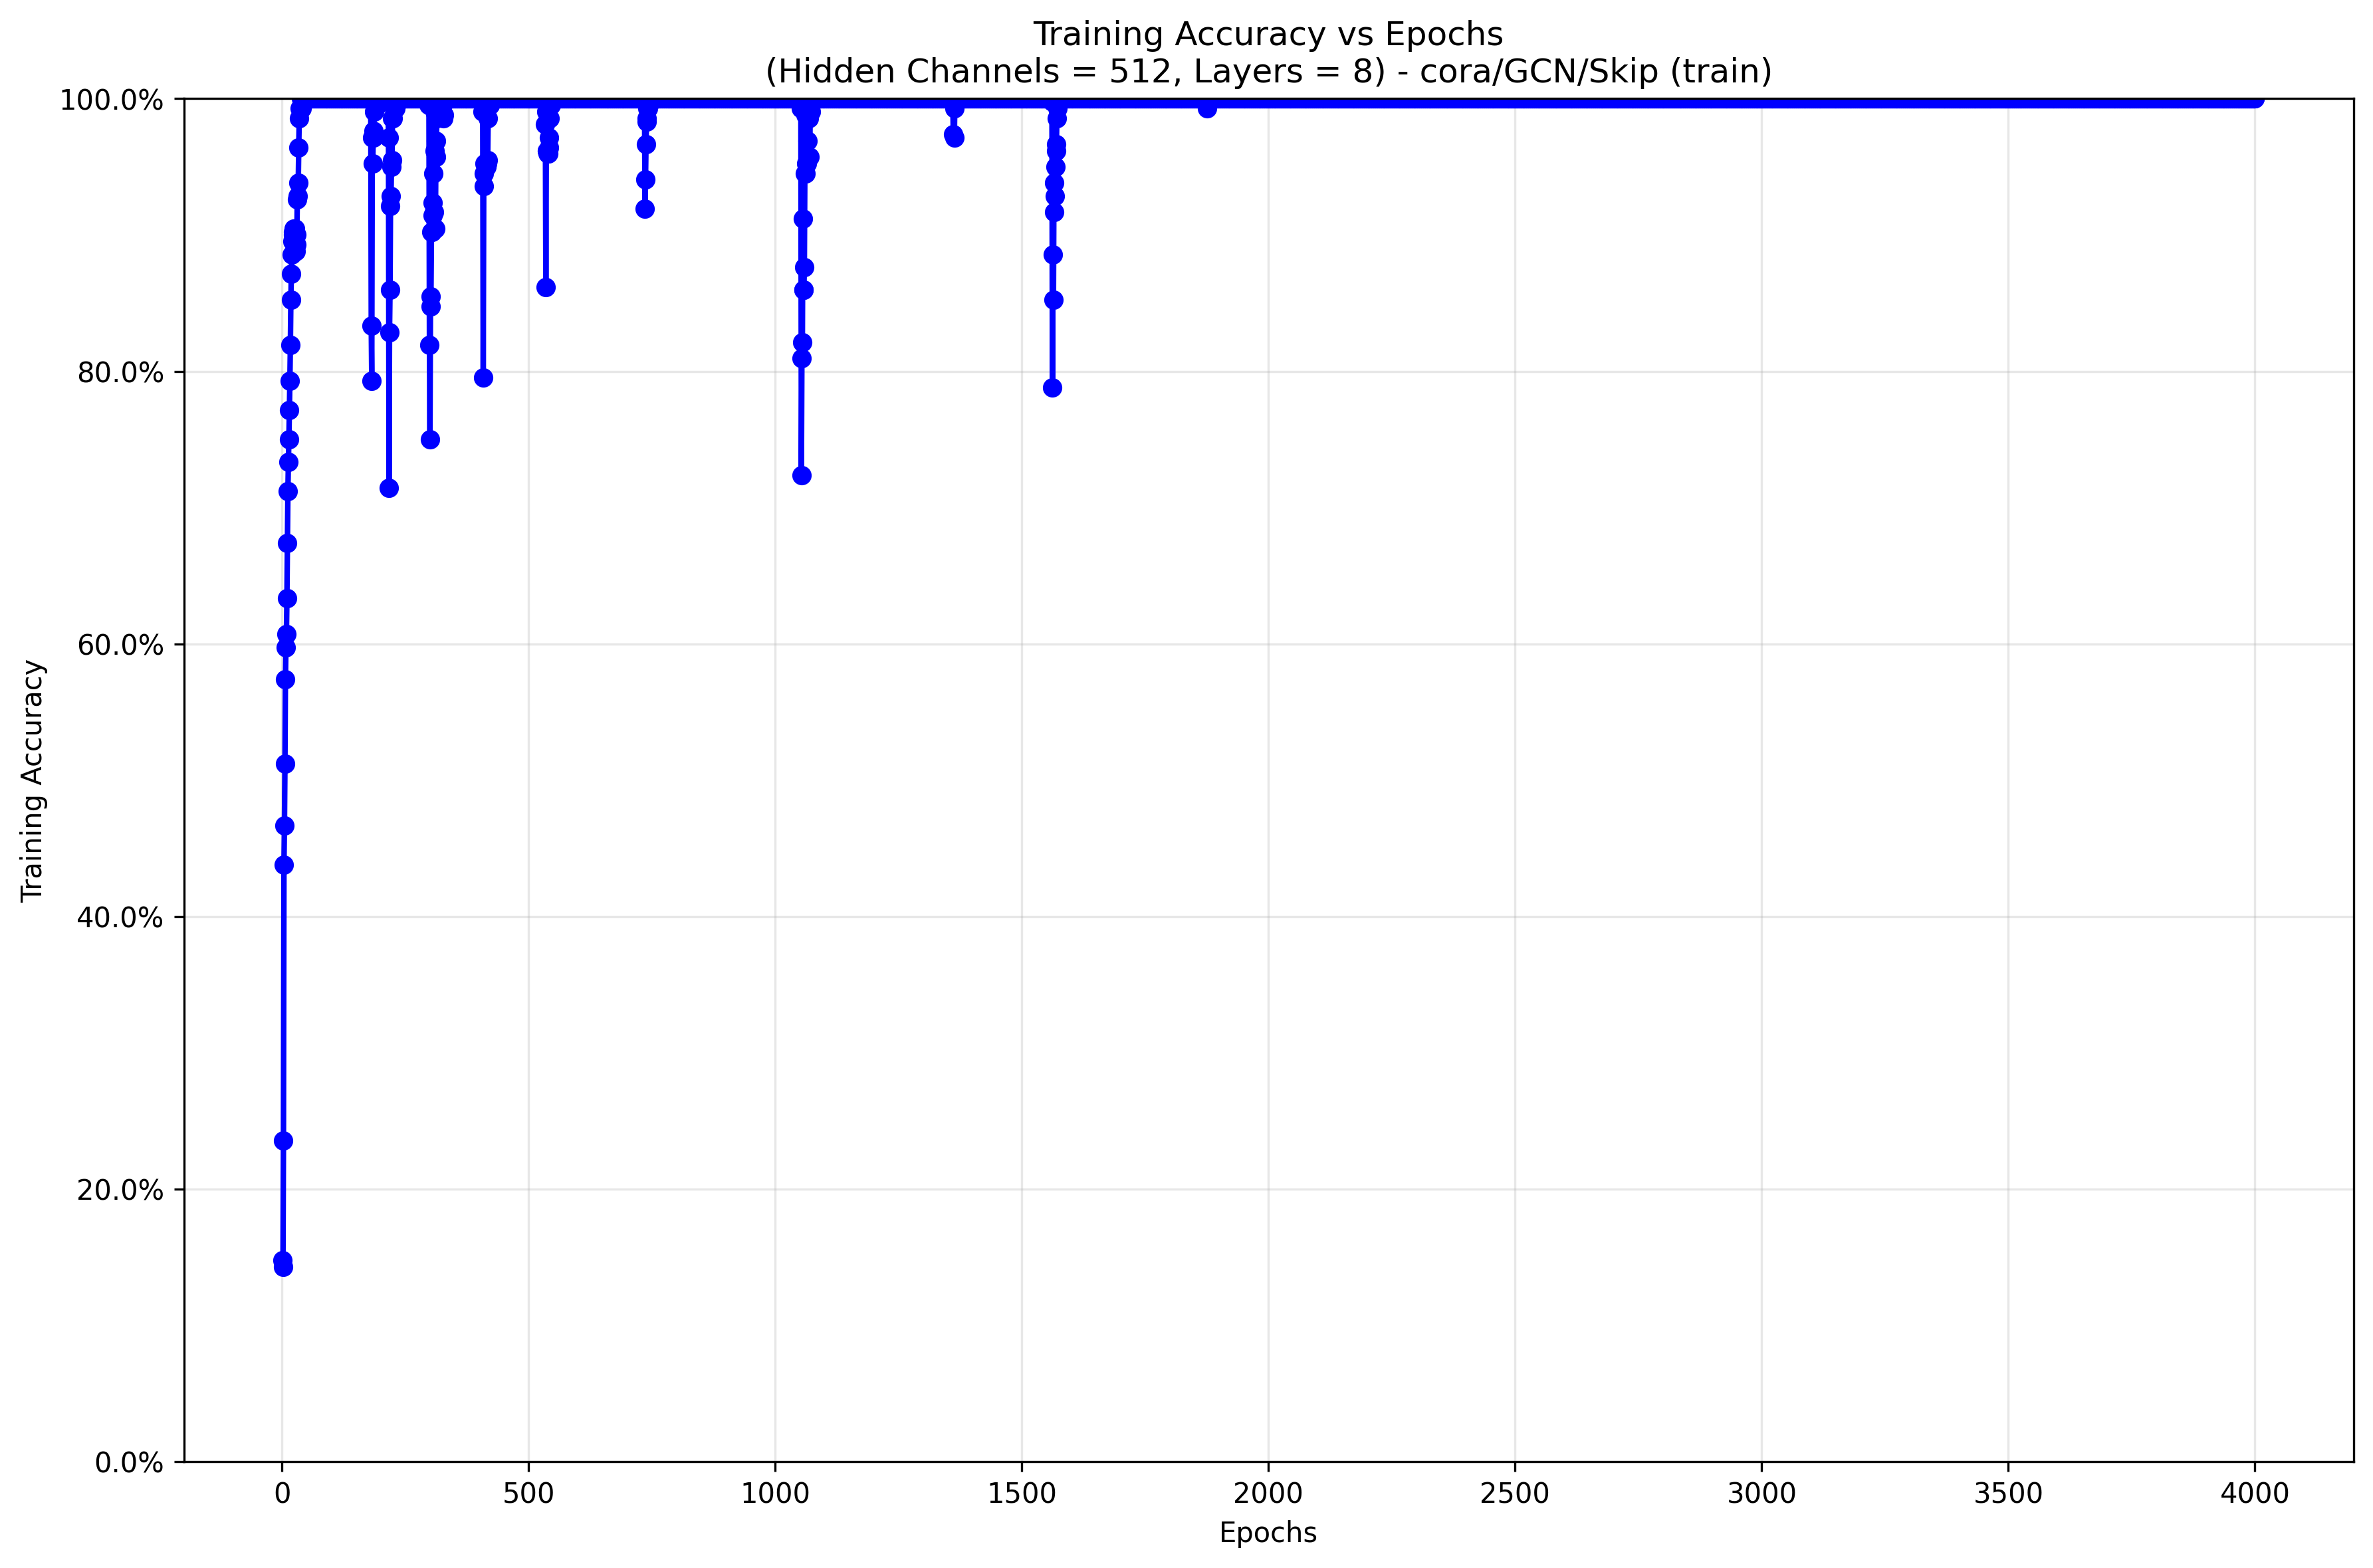 Training Accuracy vs Epochs
(Hidden Channels = 512, Layers = 8) - cora/GCN/Skip (train)
100.0%
80.0%
60.0%
40.0%
20.0%
0.0%
Training Accuracy
0 500 1000 1500 2000 2500 3000 3500 4000
Epochs